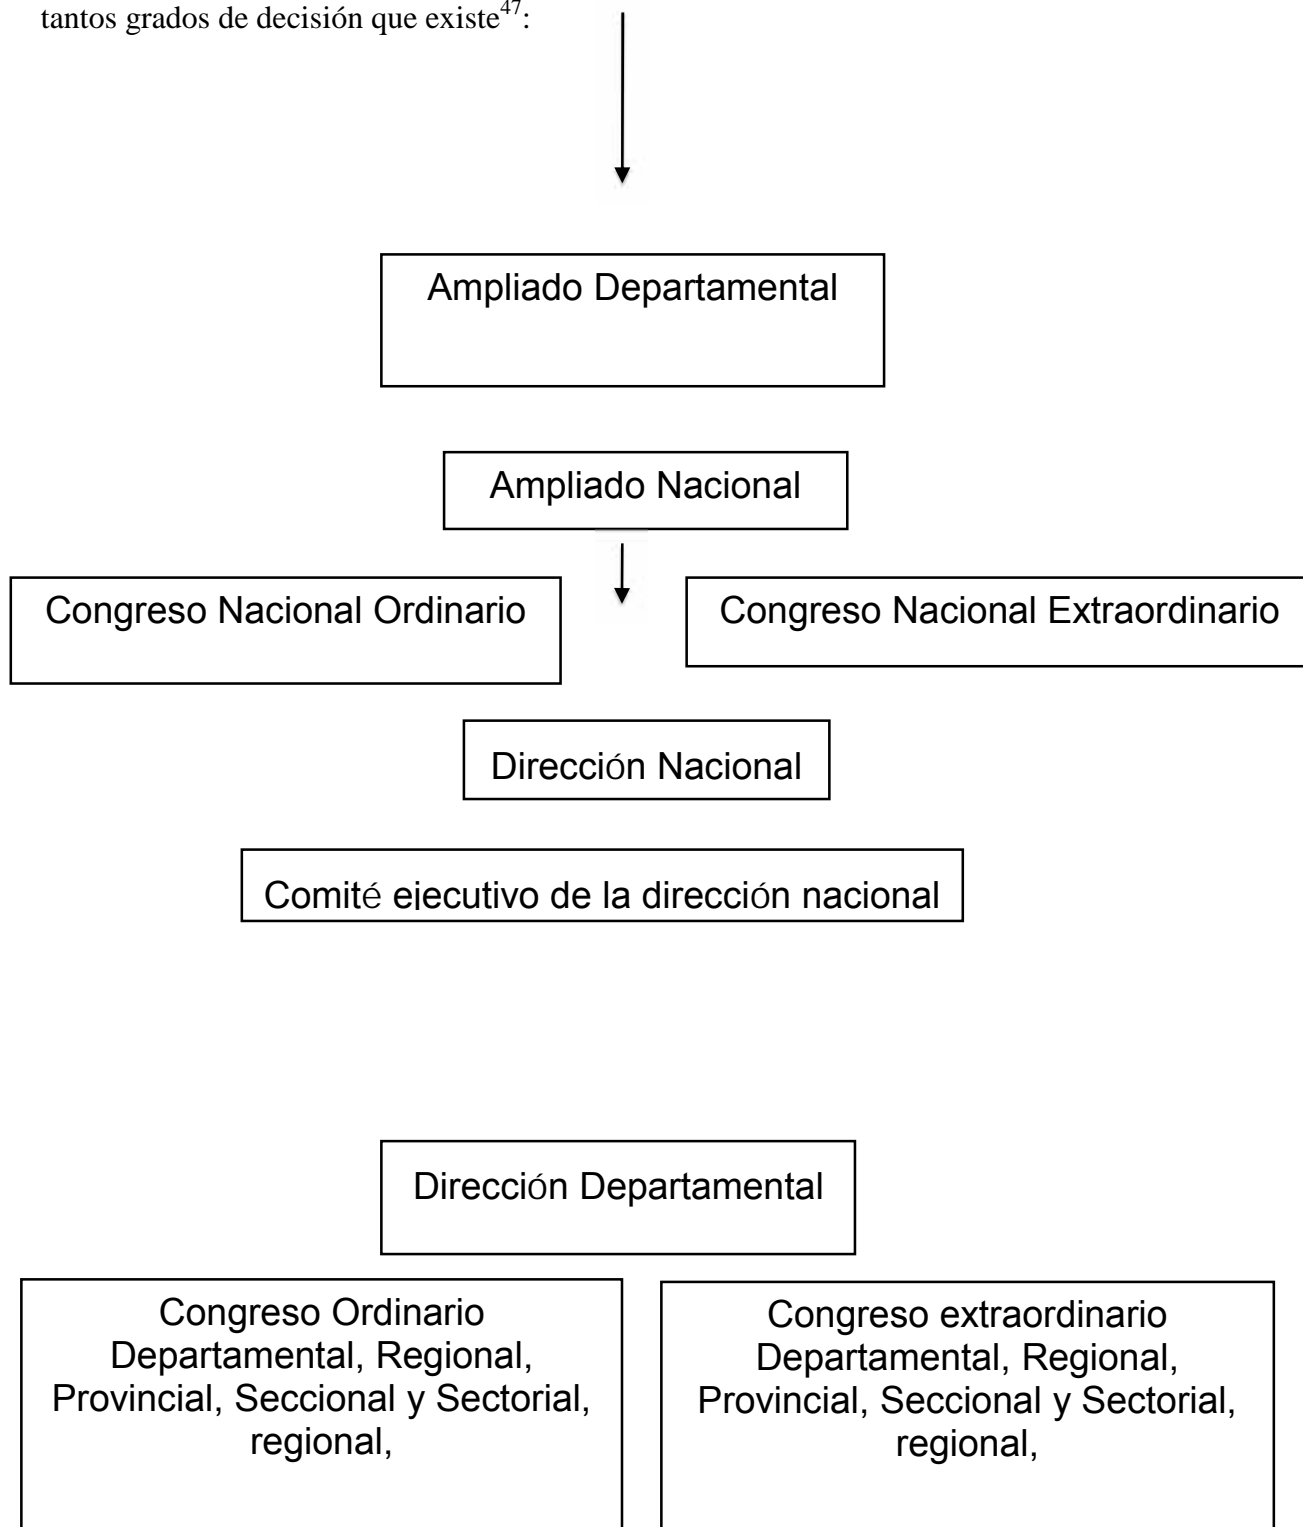 tantos grados de decisión que existe47:
Ampliado Departamental
Ampliado Nacional
Congreso Nacional Ordinario
Congreso Nacional Extraordinario
Dirección Nacional
Comité ejecutivo de la dirección nacional
Dirección Departamental
Congreso Ordinario
Departamental, Regional,
Provincial, Seccional y Sectorial,
regional,
Congreso extraordinario
Departamental, Regional,
Provincial, Seccional y Sectorial,
regional,